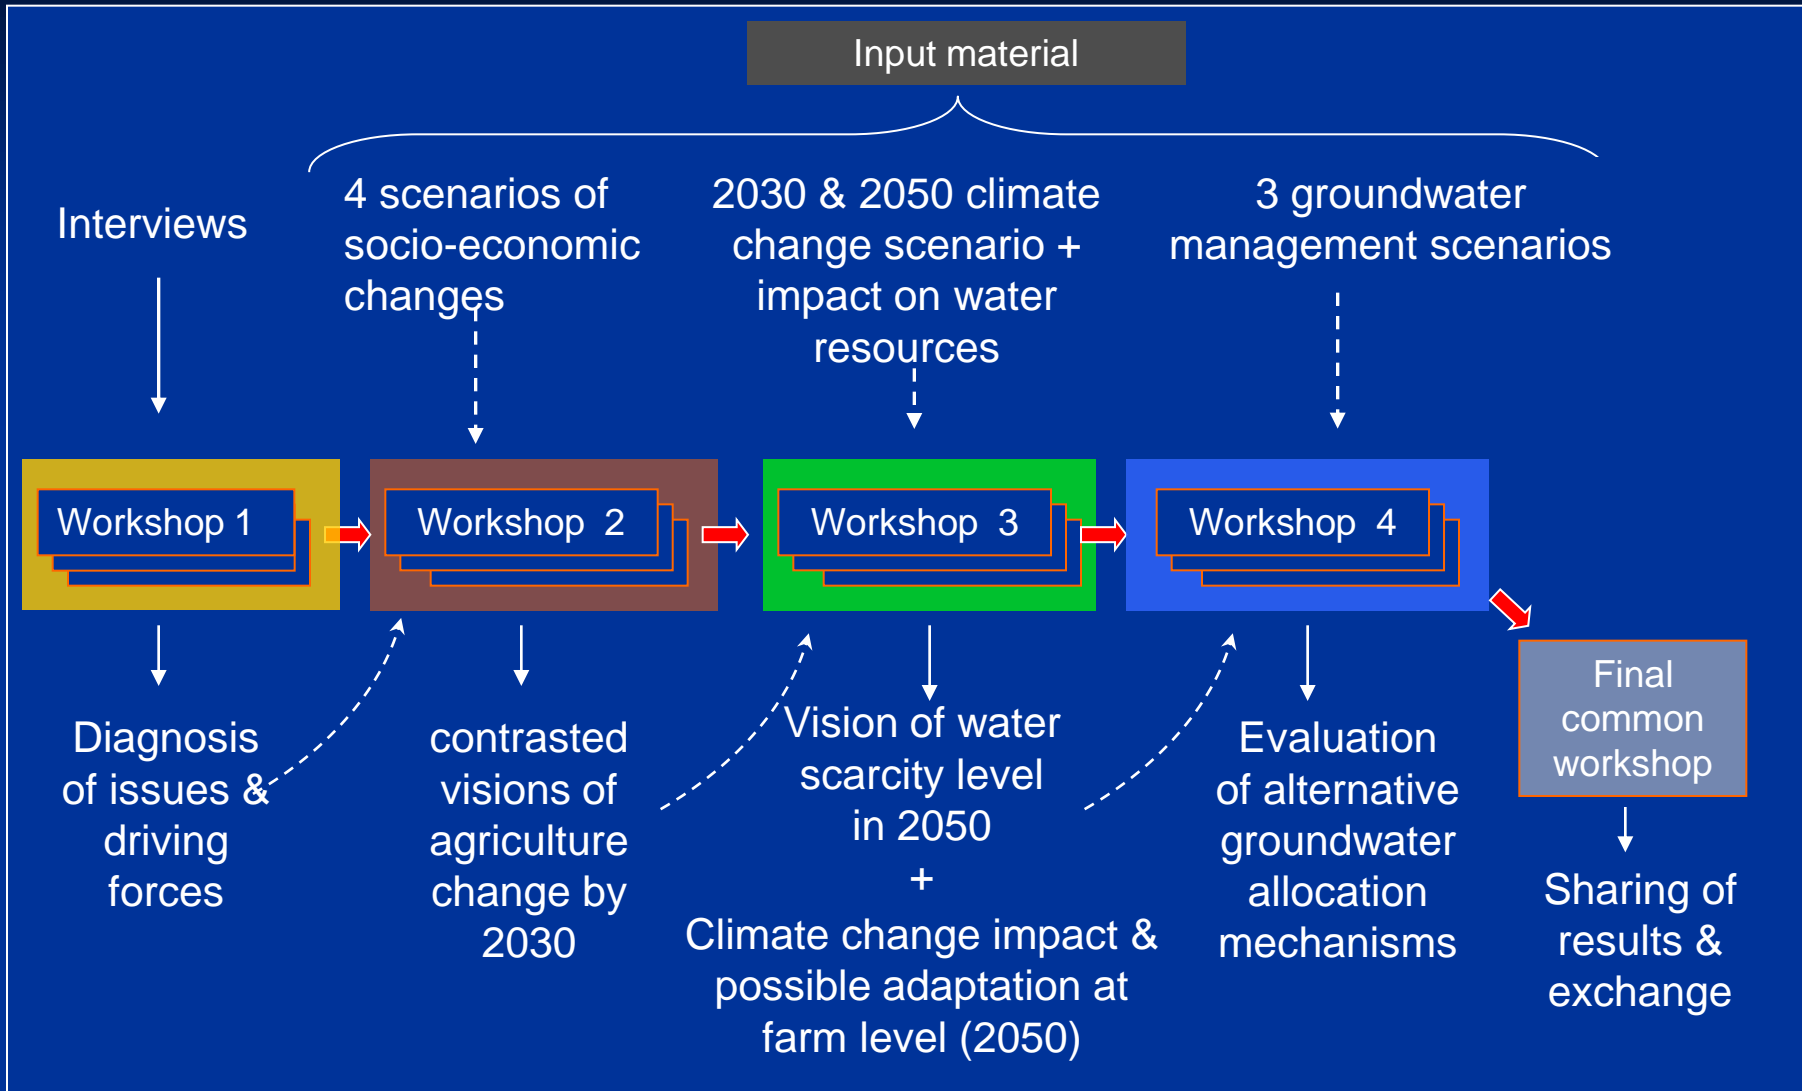 Input material
Interviews
4 scenarios of
socio-economic
changes
2030 & 2050 climate
change scenario +
impact on water
resources
3 groundwater
management scenarios
Workshop 1
Workshop 2
Workshop 3
Workshop 4
Diagnosis
of issues &
driving
forces
contrasted
visions of
agriculture
change by
2030
Vision of water
scarcity level
in 2050
+
Climate change impact &
possible adaptation at
farm level (2050)
Evaluation
of alternative
groundwater
allocation
mechanisms
Final
common
workshop
Sharing of
results &
exchange